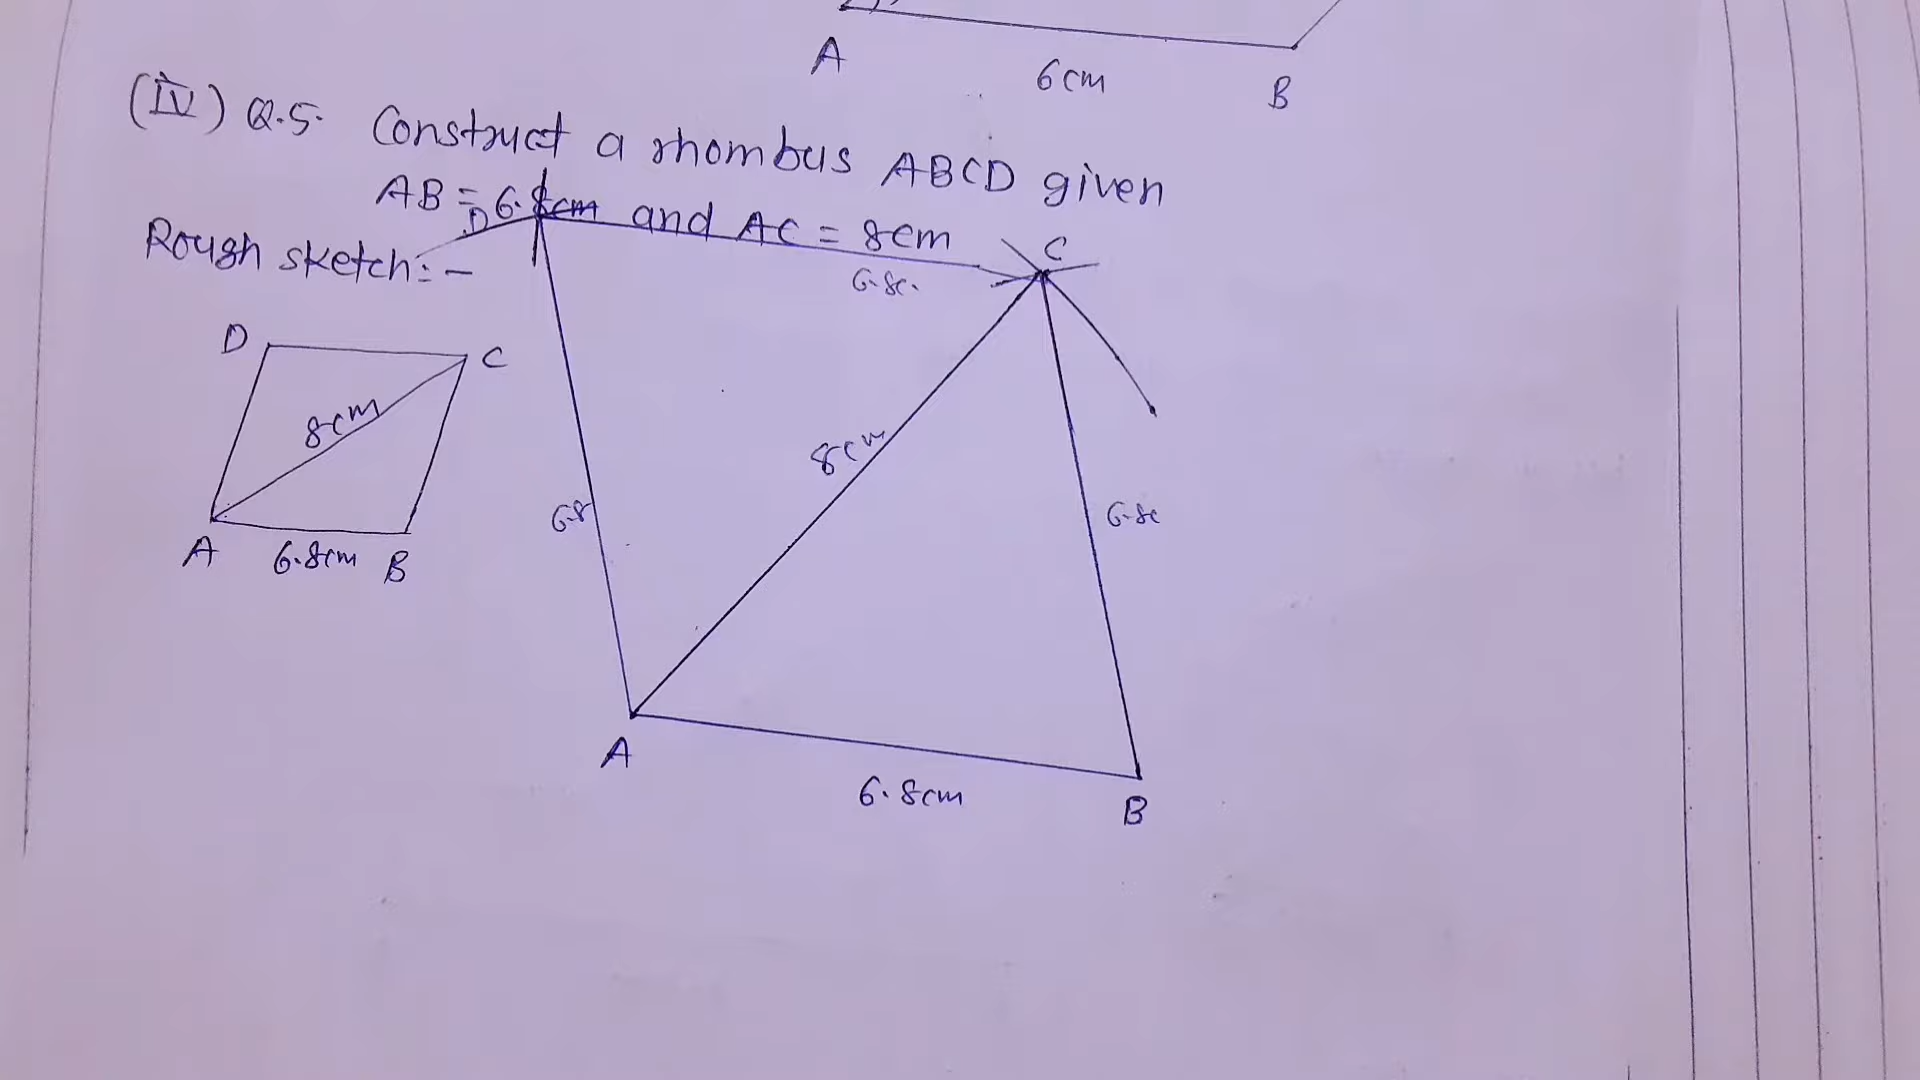 A
6cm
B
(IV) Q.5. Construct a rhombus ABCD given
AB = 6.8cm and AC = 8cm
Rough sketch:-
D
C
6.8c.
D
C
8cm
8cm
6.8
6.8c
A
6.8cm
B
A
6.8cm
B